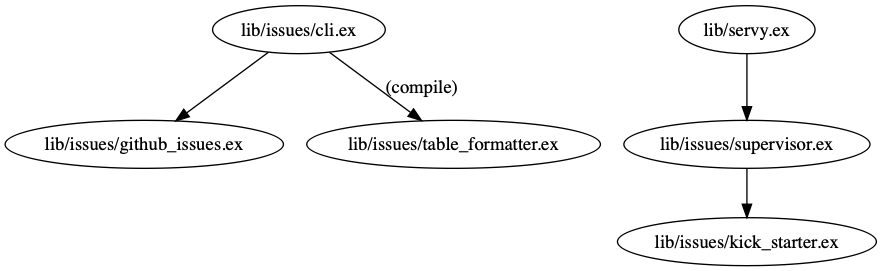 lib/issues/cli.ex
lib/servy.ex
(compile)
lib/issues/github_issues.ex
lib/issues/table_formatter.ex
lib/issues/supervisor.ex
lib/issues/kick_starter.ex